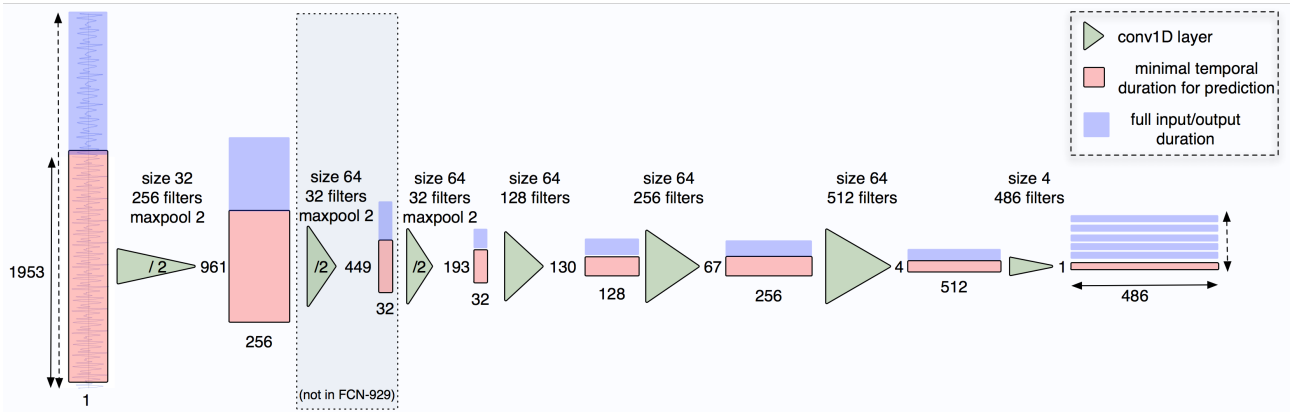 conv1D layer
minimal temporal
duration for prediction
full input/output
duration
1953
1
size 32
256 filters
maxpool 2
/ 2
961
256
size 64
32 filters
maxpool 2
/2
449
32
(not in FCN-929)
size 64
32 filters
maxpool 2
/2
193
32
size 64
128 filters
130
128
size 64
256 filters
67
256
size 64
512 filters
4
512
size 4
486 filters
1
486